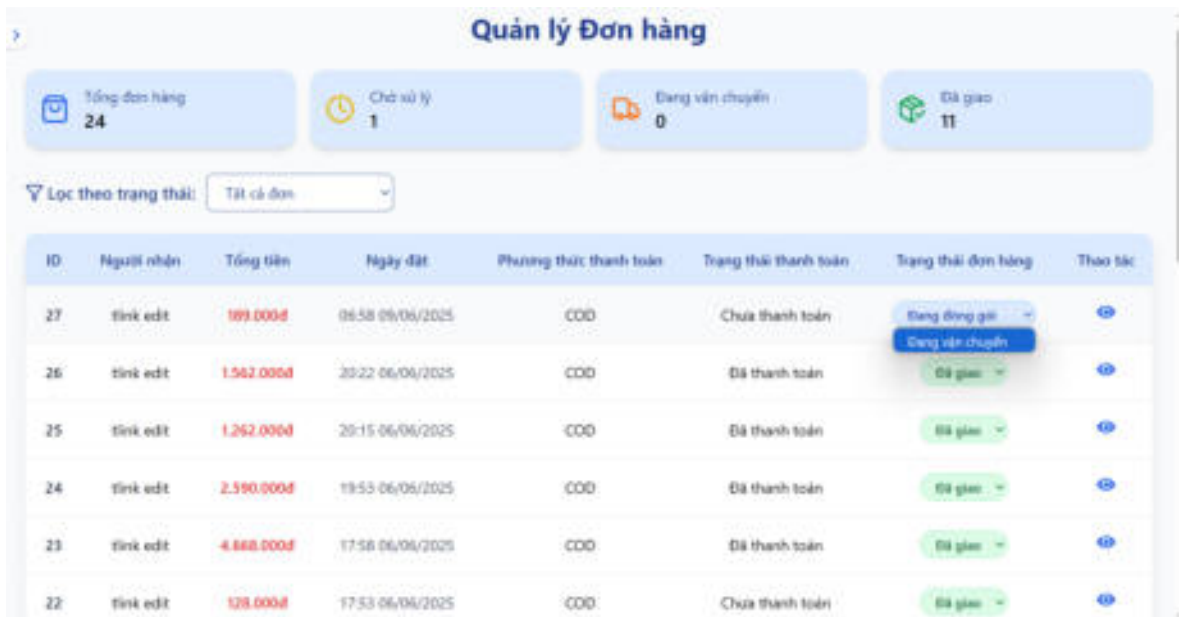 Quản lý Đơn hàng
Tổng đơn hàng
24
Chờ xử lý
1
Đang vận chuyển
0
Đã giao
11
Lọc theo trạng thái: Tất cả đơn
ID Người nhận Tổng tiền Ngày đặt Phương thức thanh toán Trạng thái thanh toán Trạng thái đơn hàng Thao tác
27 tlink edit 189.000đ 06:58 09/06/2025 COD Chưa thanh toán Đang đóng gói
Đang vận chuyển
26 tlink edit 1.562.000đ 20:22 06/06/2025 COD Đã thanh toán Đã giao
25 tlink edit 1.262.000đ 20:15 06/06/2025 COD Đã thanh toán Đã giao
24 tlink edit 2.590.000đ 19:53 06/06/2025 COD Đã thanh toán Đã giao
23 tlink edit 4.868.000đ 17:58 06/06/2025 COD Đã thanh toán Đã giao
22 tlink edit 128.000đ 17:53 06/06/2025 COD Chưa thanh toán Đã giao